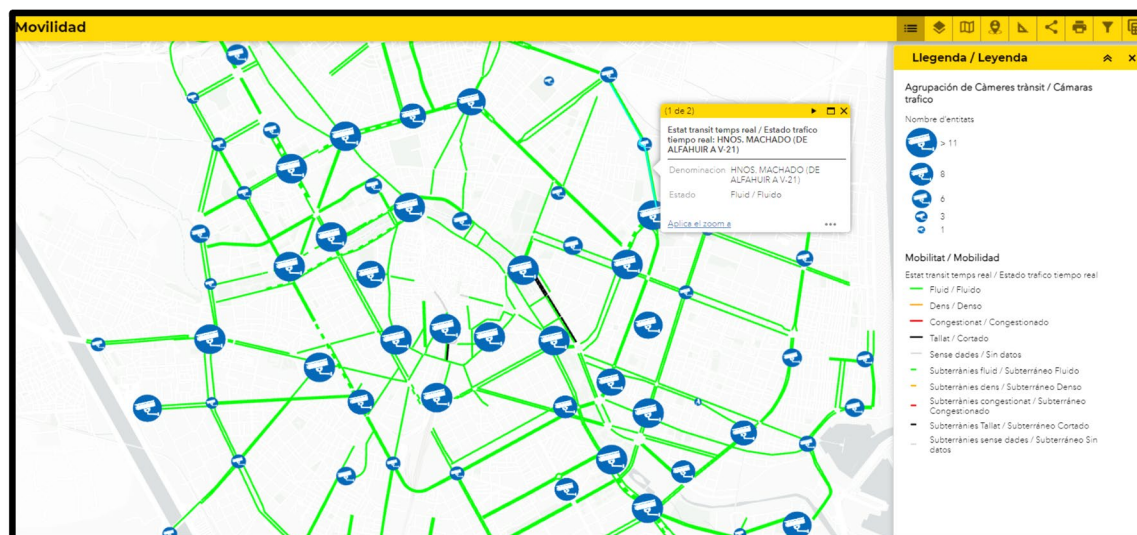 Movilidad
Llegenda / Leyenda
(1 de 2)
Estat transit temps real / Estado trafico
tiempo real: HNOS. MACHADO (DE
ALFAHUIR A V-21)
Denominacion HNOS. MACHADO (DE
ALFAHUIR A V-21)
Estado Fluid / Fluido
Aplica el zoom a
Agrupación de Càmeres trànsit / Cámaras
trafico
Nombre d'entitats
> 11
8
6
3
1
Mobilitat / Mobilidad
Estat transit temps real / Estado trafico tiempo real
Fluid / Fluido
Dens / Denso
Congestionat / Congestionado
Tallat / Cortado
Sense dades / Sin datos
Subterrànies fluid / Subterráneo Fluido
Subterrànies dens / Subterráneo Denso
Subterrànies congestionat / Subterráneo
Congestionado
Subterrànies Tallat / Subterráneo Cortado
Subterrànies sense dades / Subterráneo Sin
datos